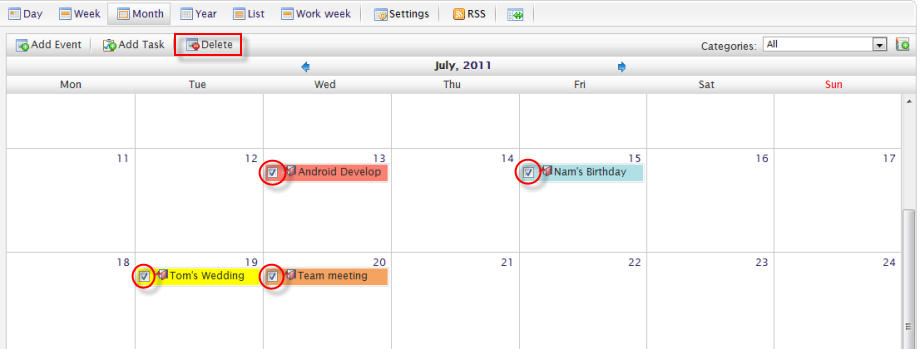 Day Week Month Year List Work week Settings RSS
Add Event Add Task Delete Categories: All
July, 2011
Mon Tue Wed Thu Fri Sat Sun
11 12 13 14 15 16 17
Android Develop Nam's Birthday
18 19 20 21 22 23 24
Tom's Wedding Team meeting